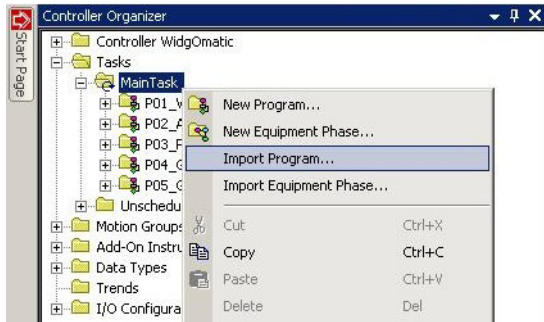 Controller Organizer
Start Page
Controller WidgOmatic
Tasks
MainTask
P01_
New Program...
P02_
New Equipment Phase...
P03_
Import Program...
P04_
Import Equipment Phase...
P05_
Unschedu
Motion Groups
Cut Ctrl+X
Add-On Instru
Copy Ctrl+C
Data Types
Paste Ctrl+V
Trends
Delete Del
I/O Configura